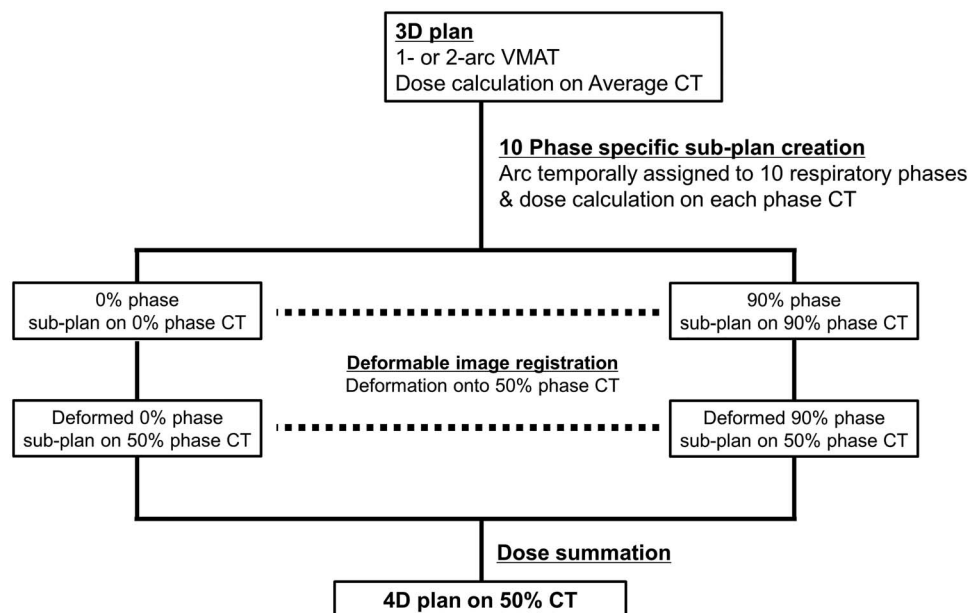 3D plan
1- or 2-arc VMAT
Dose calculation on Average CT
10 Phase specific sub-plan creation
Arc temporally assigned to 10 respiratory phases
& dose calculation on each phase CT
0% phase
sub-plan on 0% phase CT
90% phase
sub-plan on 90% phase CT
Deformable image registration
Deformation onto 50% phase CT
Deformed 0% phase
sub-plan on 50% phase CT
Deformed 90% phase
sub-plan on 50% phase CT
Dose summation
4D plan on 50% CT